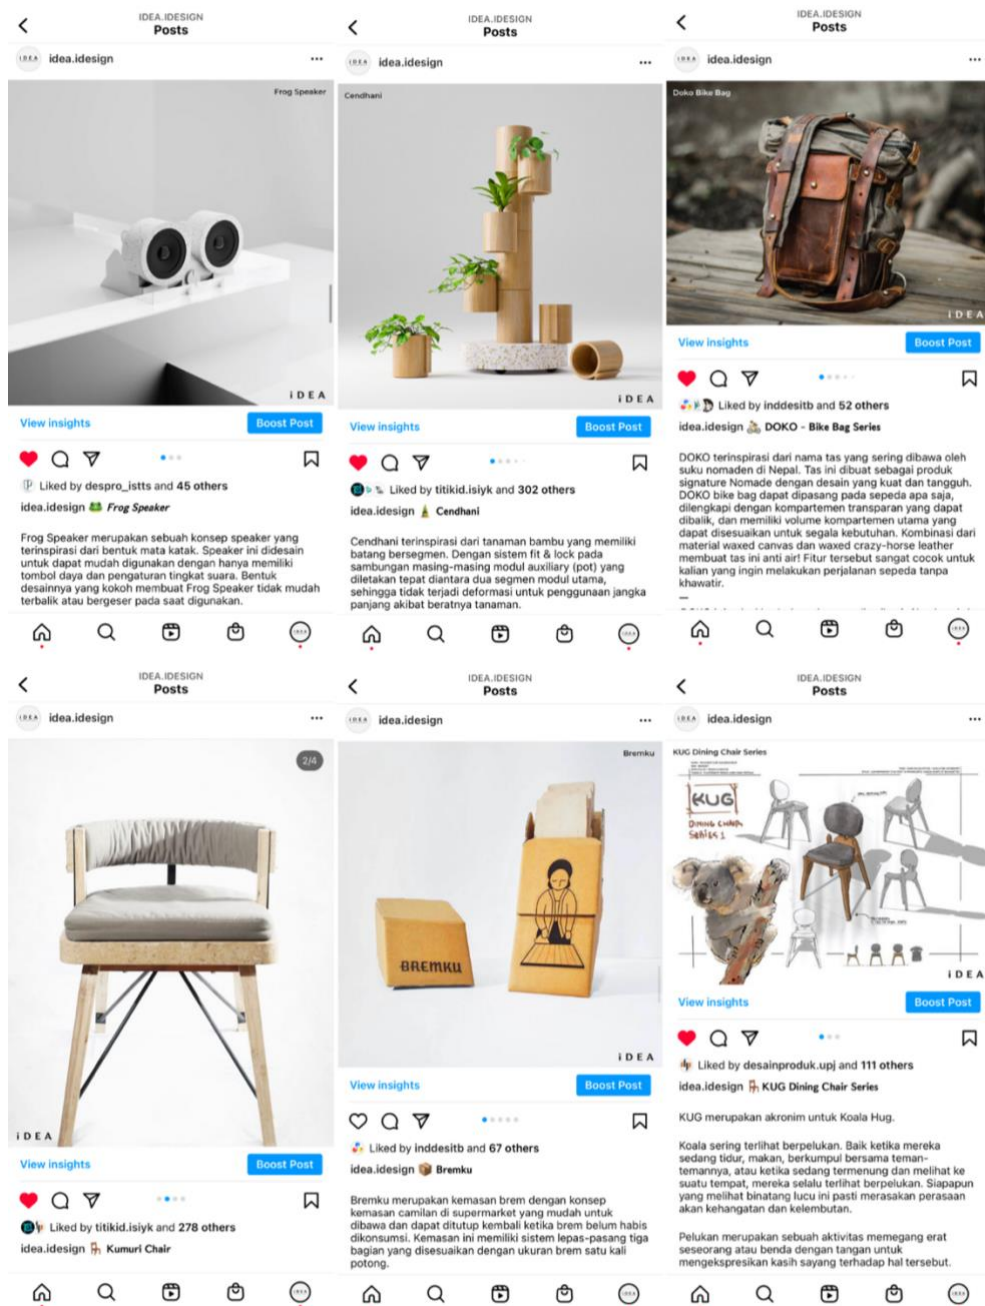 IDEA.IDESIGN
Posts
idea.idesign
Frog Speaker
iDEA
View insights
Boost Post
Liked by despro_istts and 45 others
idea.idesign 🐸 Frog Speaker
Frog Speaker merupakan sebuah konsep speaker yang
terinspirasi dari bentuk mata katak. Speaker ini didesain
untuk dapat mudah digunakan dengan hanya memiliki
tombol daya dan pengaturan tingkat suara. Bentuk
desainnya yang kokoh membuat Frog Speaker tidak mudah
terbalik atau bergeser pada saat digunakan.
IDEA.IDESIGN
Posts
idea.idesign
Cendhani
iDEA
View insights
Boost Post
Liked by titikid.isiyk and 302 others
idea.idesign 🎍 Cendhani
Cendhani terinspirasi dari tanaman bambu yang memiliki
batang bersegmen. Dengan sistem fit & lock pada
sambungan masing-masing modul auxiliary (pot) yang
diletakan tepat diantara dua segmen modul utama,
sehingga tidak terjadi deformasi untuk penggunaan jangka
panjang akibat beratnya tanaman.
IDEA.IDESIGN
Posts
idea.idesign
Doko Bike Bag
iDEA
View insights
Boost Post
Liked by inddesitb and 52 others
idea.idesign 🚴 DOKO - Bike Bag Series
DOKO terinspirasi dari nama tas yang sering dibawa oleh
suku nomaden di Nepal. Tas ini dibuat sebagai produk
signature Nomade dengan desain yang kuat dan tangguh.
DOKO bike bag dapat dipasang pada sepeda apa saja,
dilengkapi dengan kompartemen transparan yang dapat
dibalik, dan memiliki volume kompartemen utama yang
dapat disesuaikan untuk segala kebutuhan. Kombinasi dari
material waxed canvas dan waxed crazy-horse leather
membuat tas ini anti air! Fitur tersebut sangat cocok untuk
kalian yang ingin melakukan perjalanan sepeda tanpa
khawatir.
—
IDEA.IDESIGN
Posts
idea.idesign
2/4
iDEA
View insights
Boost Post
Liked by titikid.isiyk and 278 others
idea.idesign 🪑 Kumuri Chair
IDEA.IDESIGN
Posts
idea.idesign
Bremku
BREMKU
iDEA
View insights
Boost Post
Liked by inddesitb and 67 others
idea.idesign 📦 Bremku
Bremku merupakan kemasan brem dengan konsep
kemasan camilan di supermarket yang mudah untuk
dibawa dan dapat ditutup kembali ketika brem belum habis
dikonsumsi. Kemasan ini memiliki sistem lepas-pasang tiga
bagian yang disesuaikan dengan ukuran brem satu kali
potong.
IDEA.IDESIGN
Posts
idea.idesign
KUG Dining Chair Series
KUG
DINING CHAIR
SERIES 1
iDEA
View insights
Boost Post
Liked by desainproduk.upj and 111 others
idea.idesign 🪑 KUG Dining Chair Series
KUG merupakan akronim untuk Koala Hug.
Koala sering terlihat berpelukan. Baik ketika mereka
sedang tidur, makan, berkumpul bersama teman-
temannya, atau ketika sedang termenung dan melihat ke
suatu tempat, mereka selalu terlihat berpelukan. Siapapun
yang melihat binatang lucu ini pasti merasakan perasaan
akan kehangatan dan kelembutan.
Pelukan merupakan sebuah aktivitas memegang erat
seseorang atau benda dengan tangan untuk
mengekspresikan kasih sayang terhadap hal tersebut.